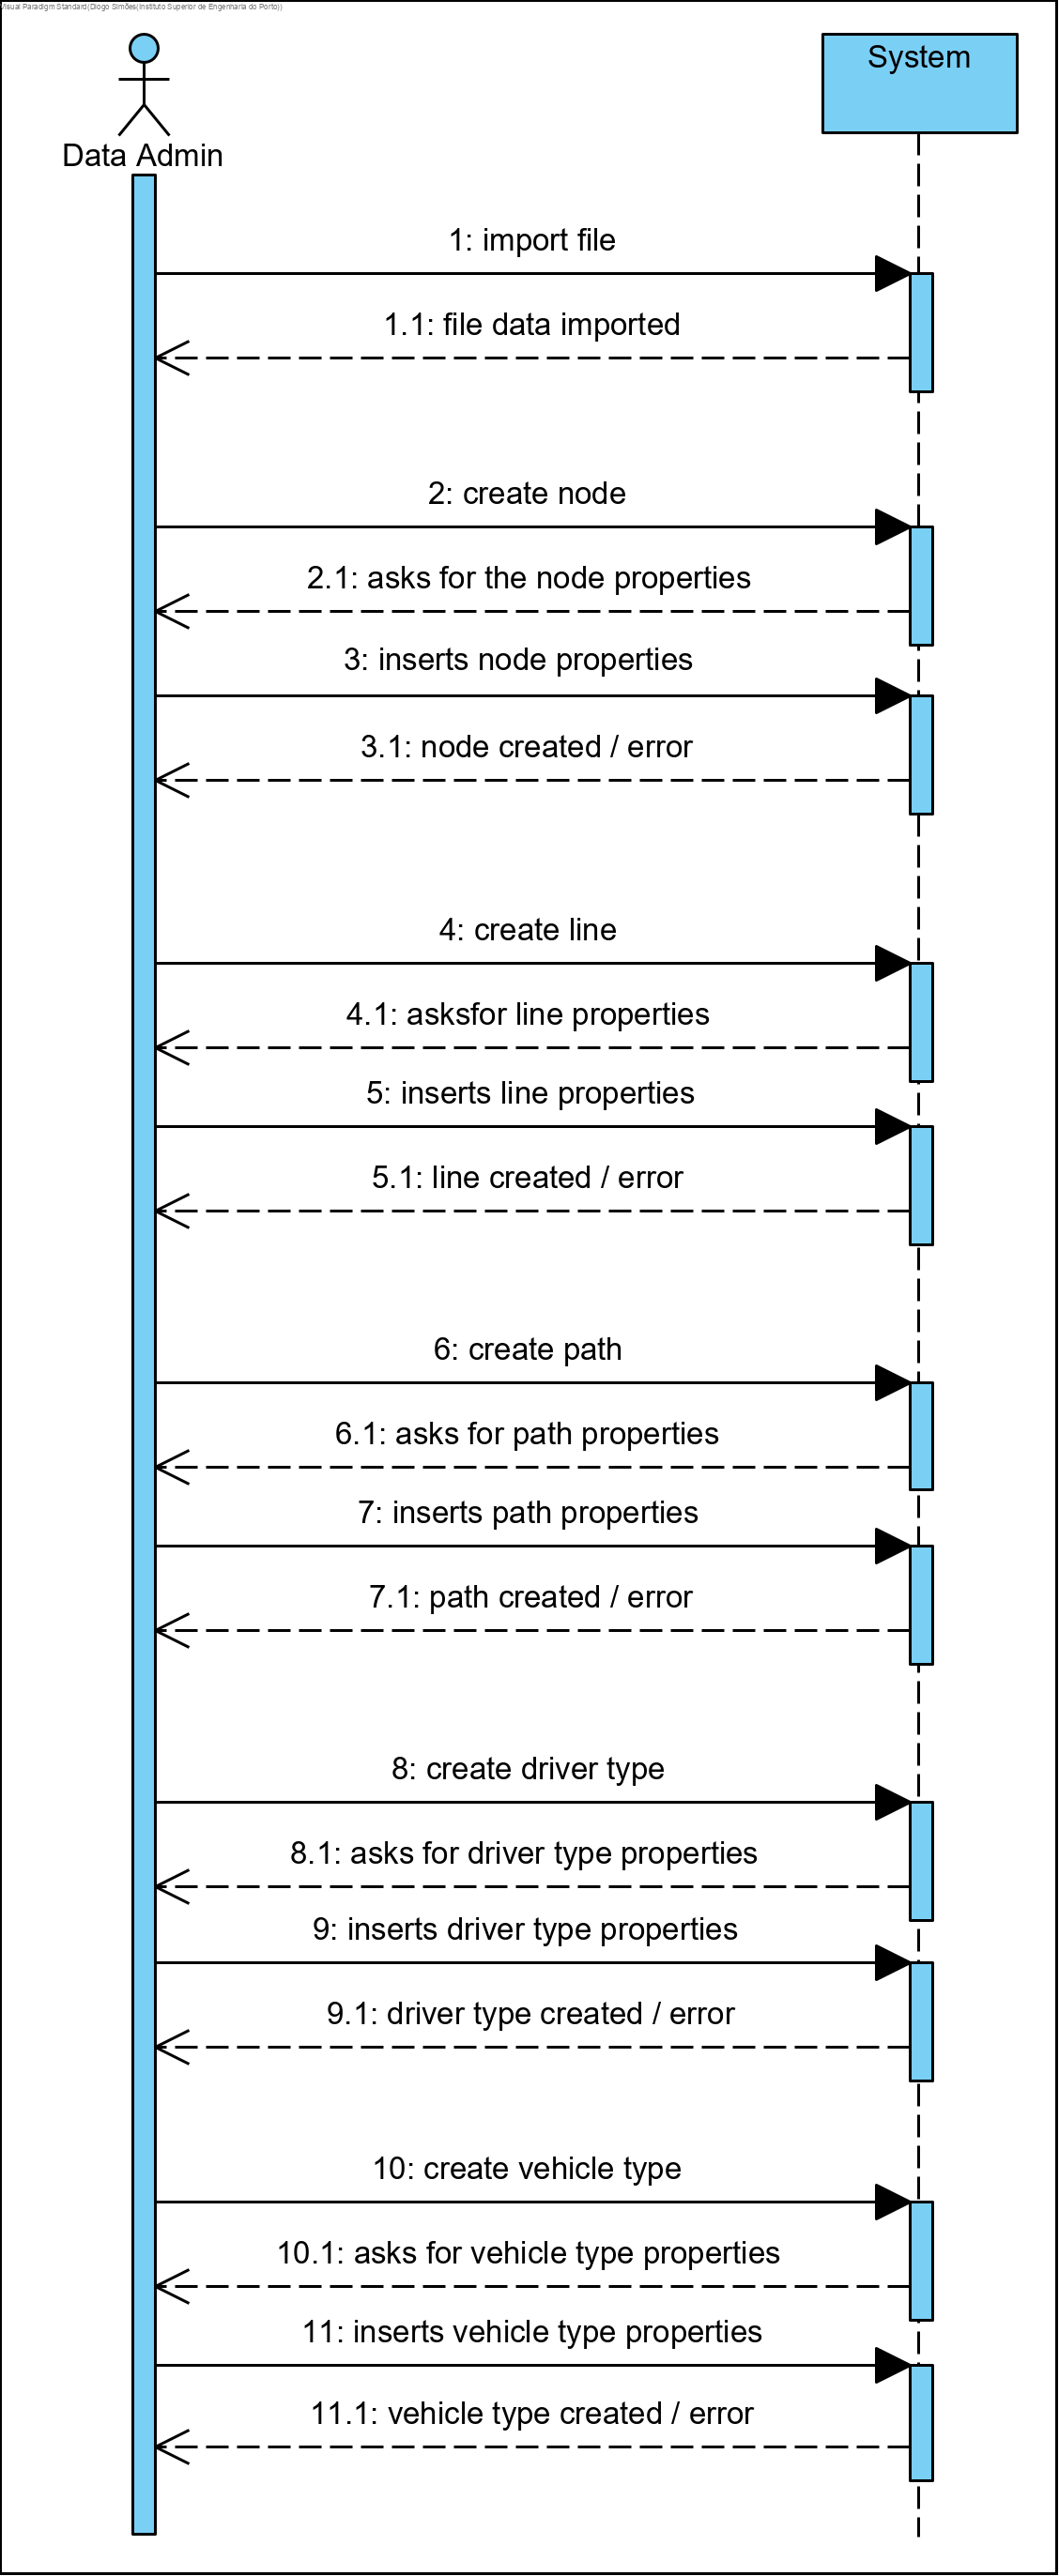 Visual Paradigm Standard(Diogo Simões(Instituto Superior de Engenharia do Porto))
System
Data Admin
1: import file
1.1: file data imported
2: create node
2.1: asks for the node properties
3: inserts node properties
3.1: node created / error
4: create line
4.1: asksfor line properties
5: inserts line properties
5.1: line created / error
6: create path
6.1: asks for path properties
7: inserts path properties
7.1: path created / error
8: create driver type
8.1: asks for driver type properties
9: inserts driver type properties
9.1: driver type created / error
10: create vehicle type
10.1: asks for vehicle type properties
11: inserts vehicle type properties
11.1: vehicle type created / error